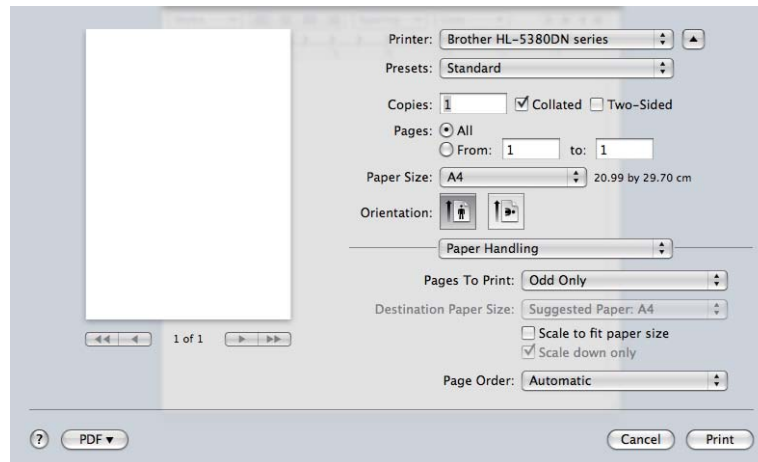 Printer: Brother HL-5380DN series
Presets: Standard
Copies: 1 Collated Two-Sided
Pages: All
From: 1 to: 1
Paper Size: A4 20.99 by 29.70 cm
Orientation:
Paper Handling
Pages To Print: Odd Only
Destination Paper Size: Suggested Paper: A4
1 of 1 Scale to fit paper size
Scale down only
Page Order: Automatic
? PDF Cancel Print